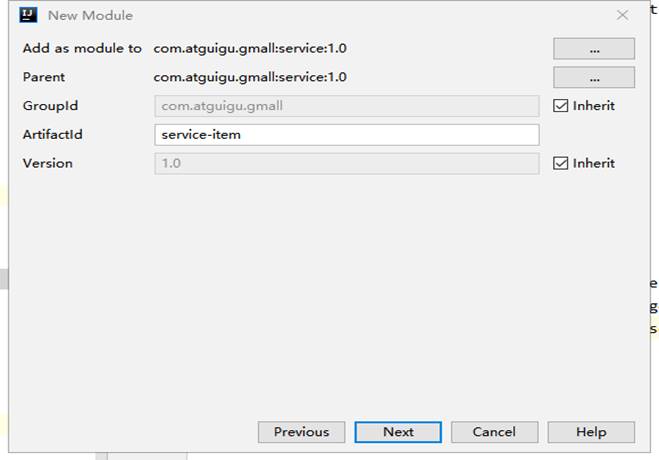 New Module
t
Add as module to com.atguigu.gmall:service:1.0 ...
Parent com.atguigu.gmall:service:1.0 ...
GroupId com.atguigu.gmall Inherit
ArtifactId service-item
Version 1.0 Inherit
e
g
s
Previous Next Cancel Help